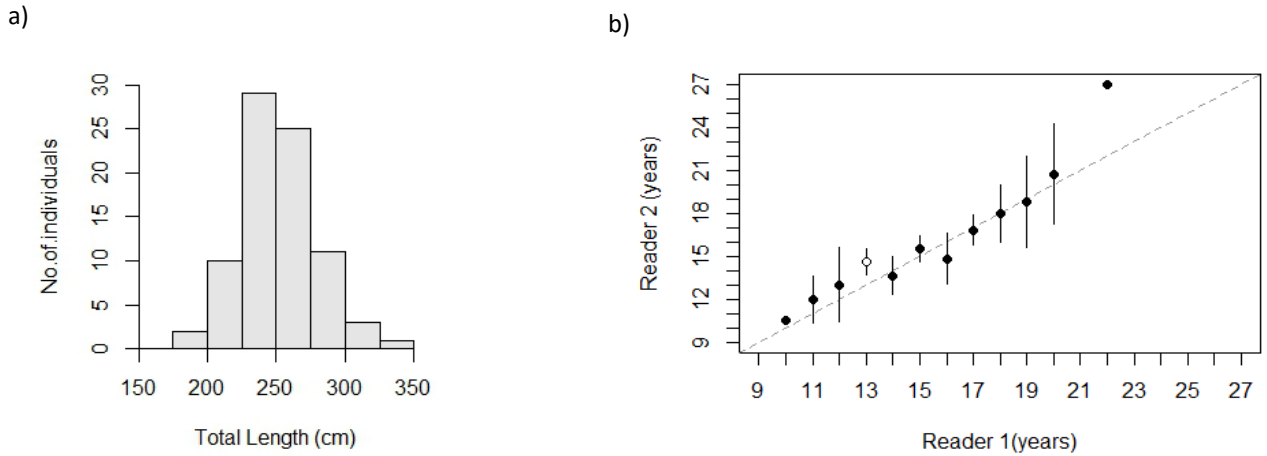 a)
30
25
20
15
10
5
0
No.of.individuals
150 200 250 300 350
Total Length (cm)
b)
27
24
21
18
15
12
9
Reader 2 (years)
9 11 13 15 17 19 21 23 25 27
Reader 1(years)